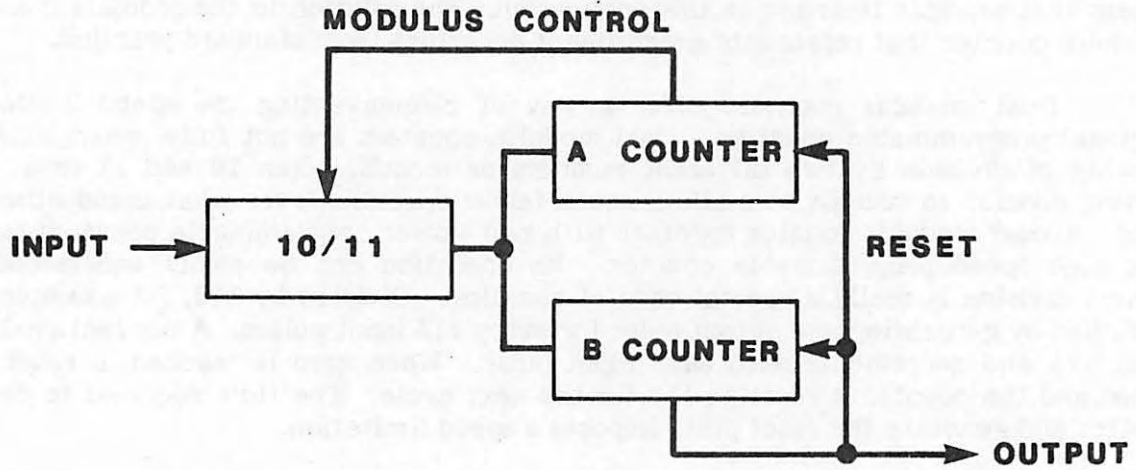 MODULUS CONTROL
A COUNTER
INPUT
10/11
RESET
B COUNTER
OUTPUT